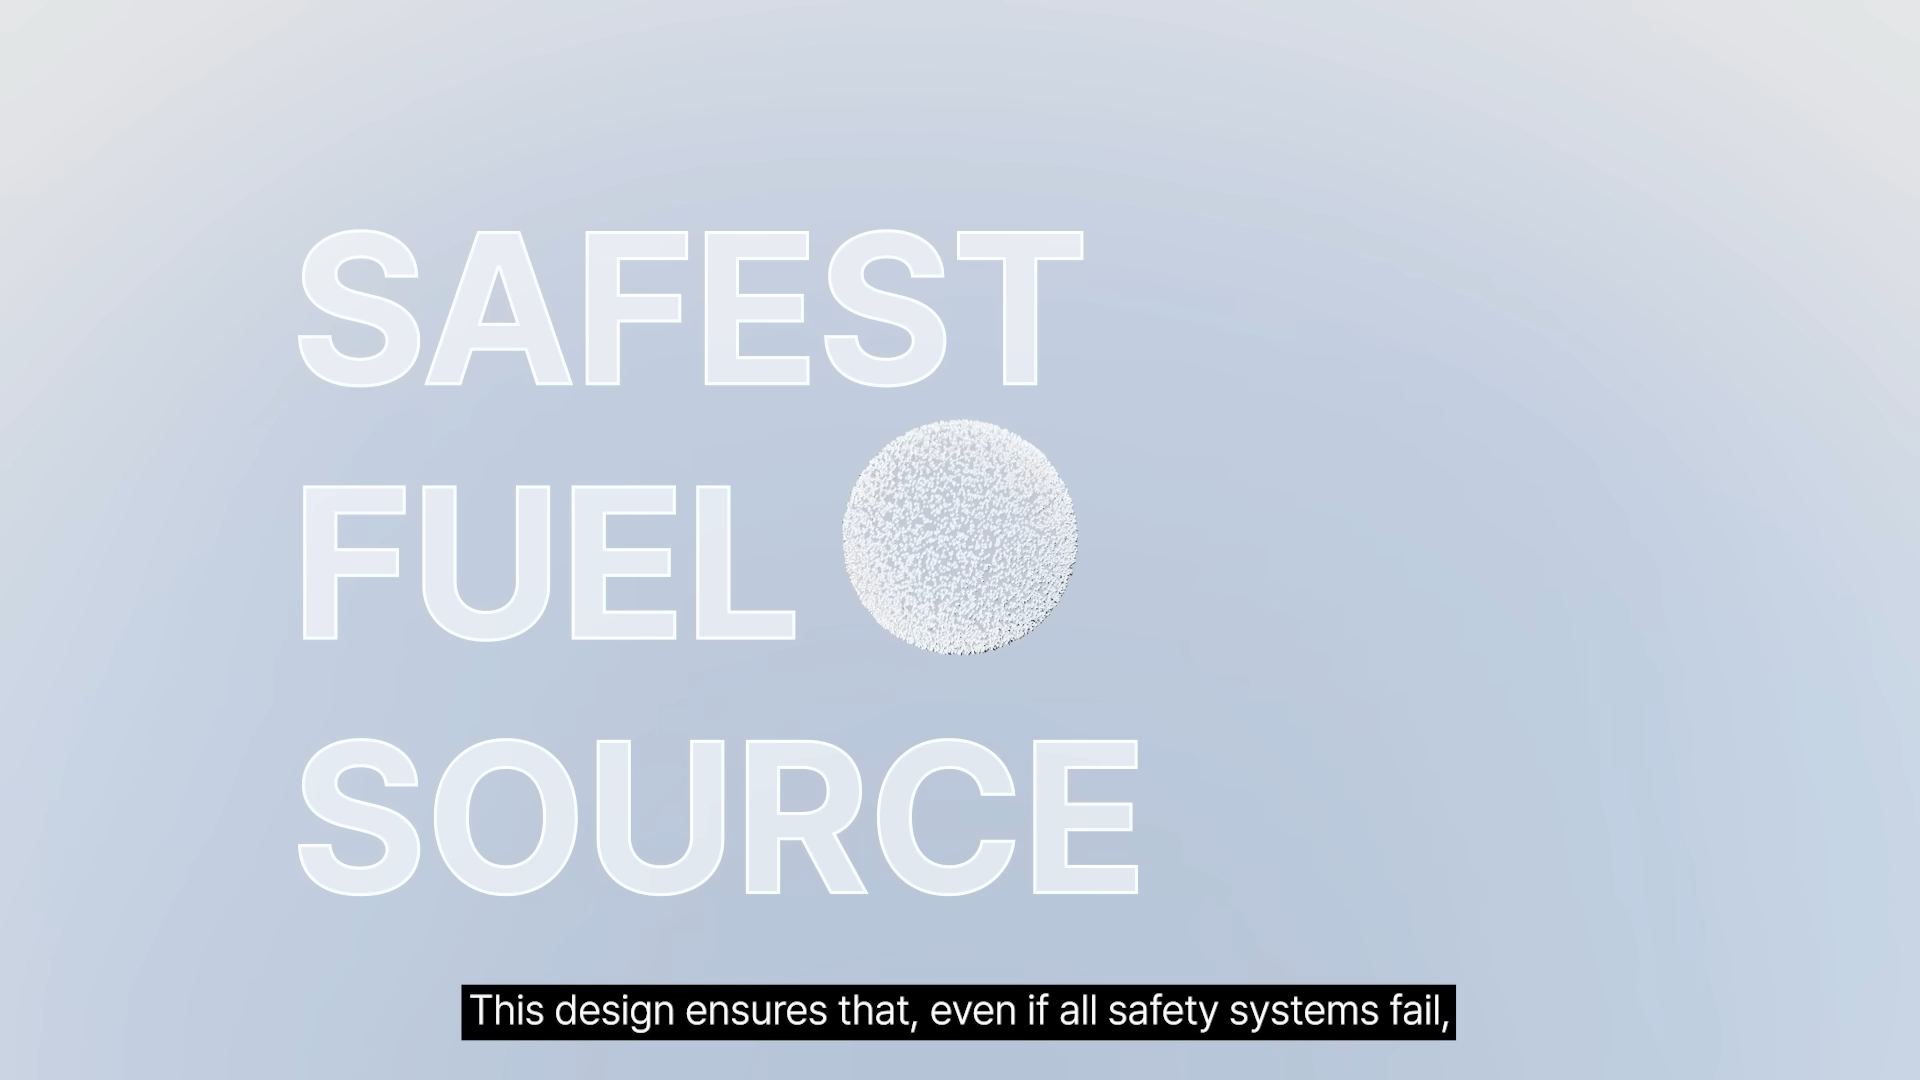 SAFEST
FUEL
SOURCE
This design ensures that, even if all safety systems fail,